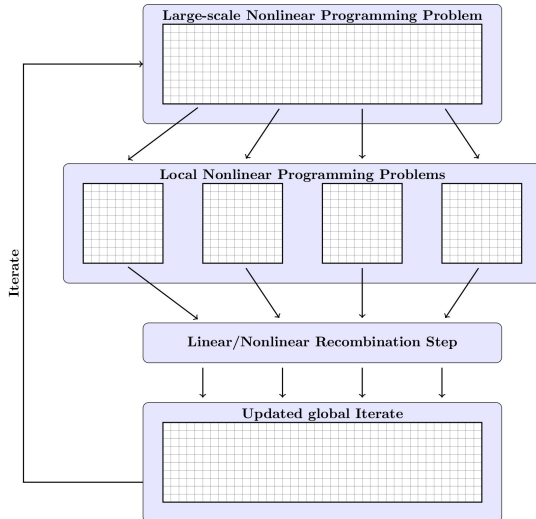 Large-scale Nonlinear Programming Problem
Local Nonlinear Programming Problems
Iterate
Linear/Nonlinear Recombination Step
Updated global Iterate